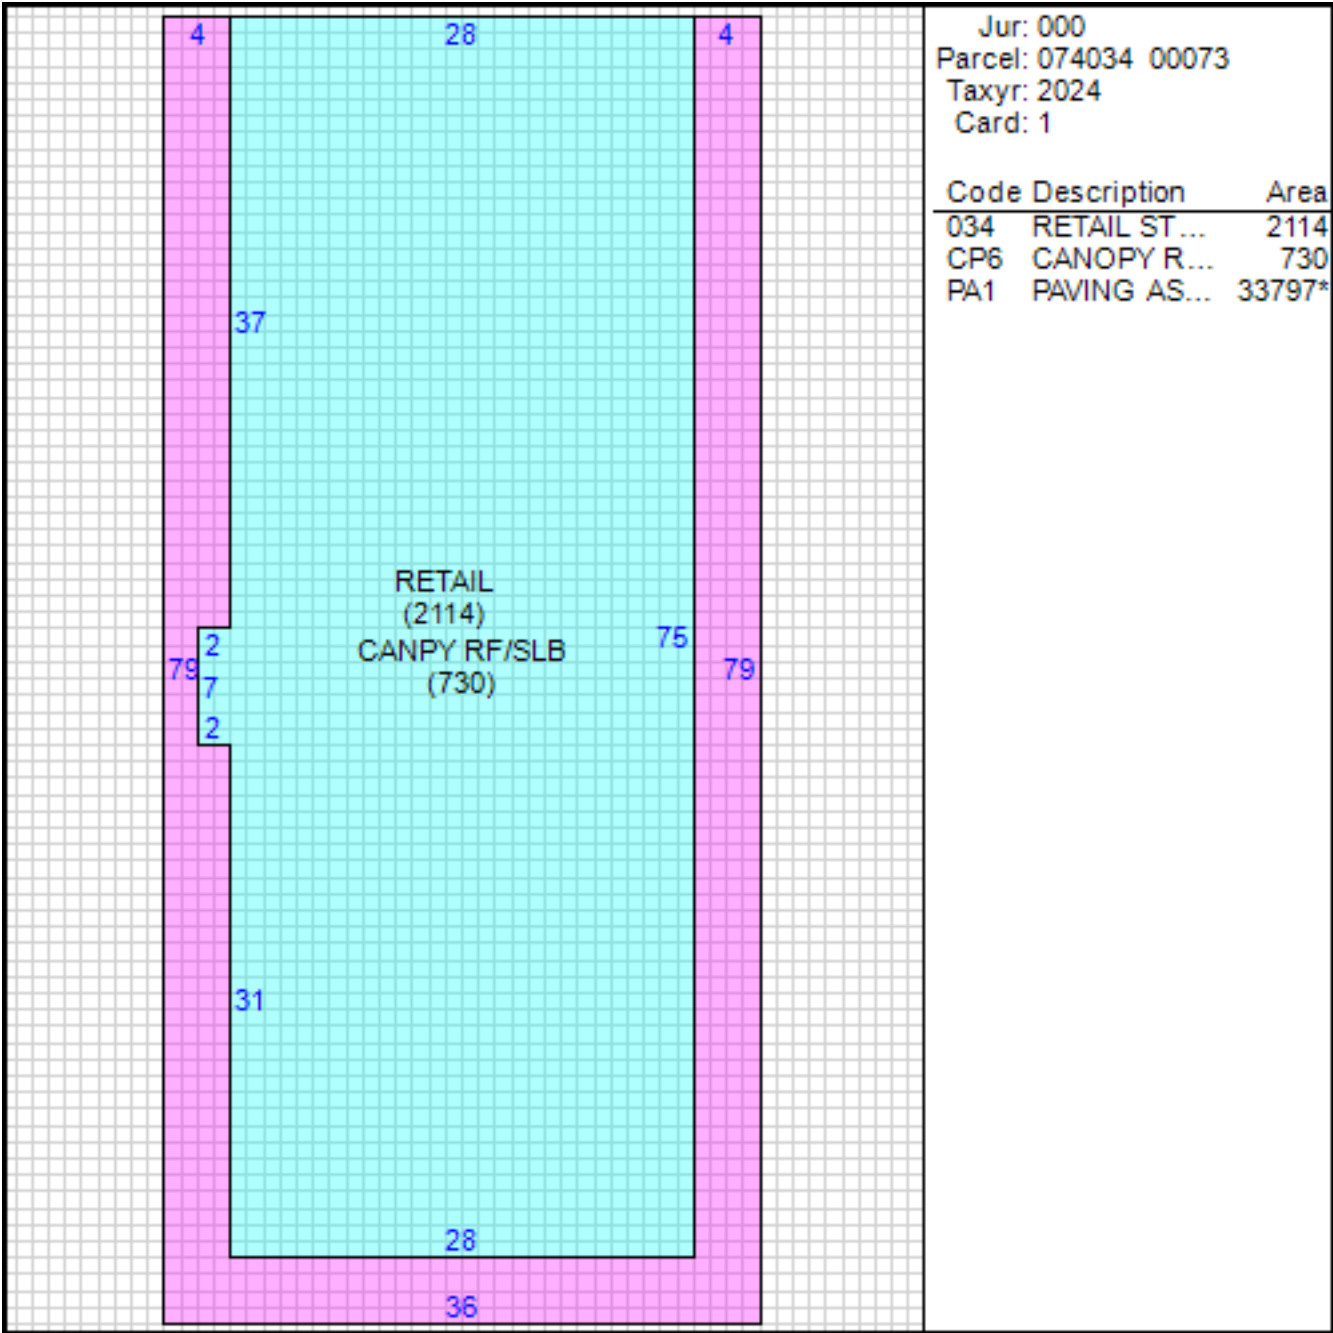 4 28 4
37
RETAIL
(2114)
CANPY RF/SLB
(730)
75
79
2
7
2
79
31
28
36
Jur: 000
Parcel: 074034 00073
Taxyr: 2024
Card: 1
Code Description Area
034 RETAIL ST... 2114
CP6 CANOPY R... 730
PA1 PAVING AS... 33797*